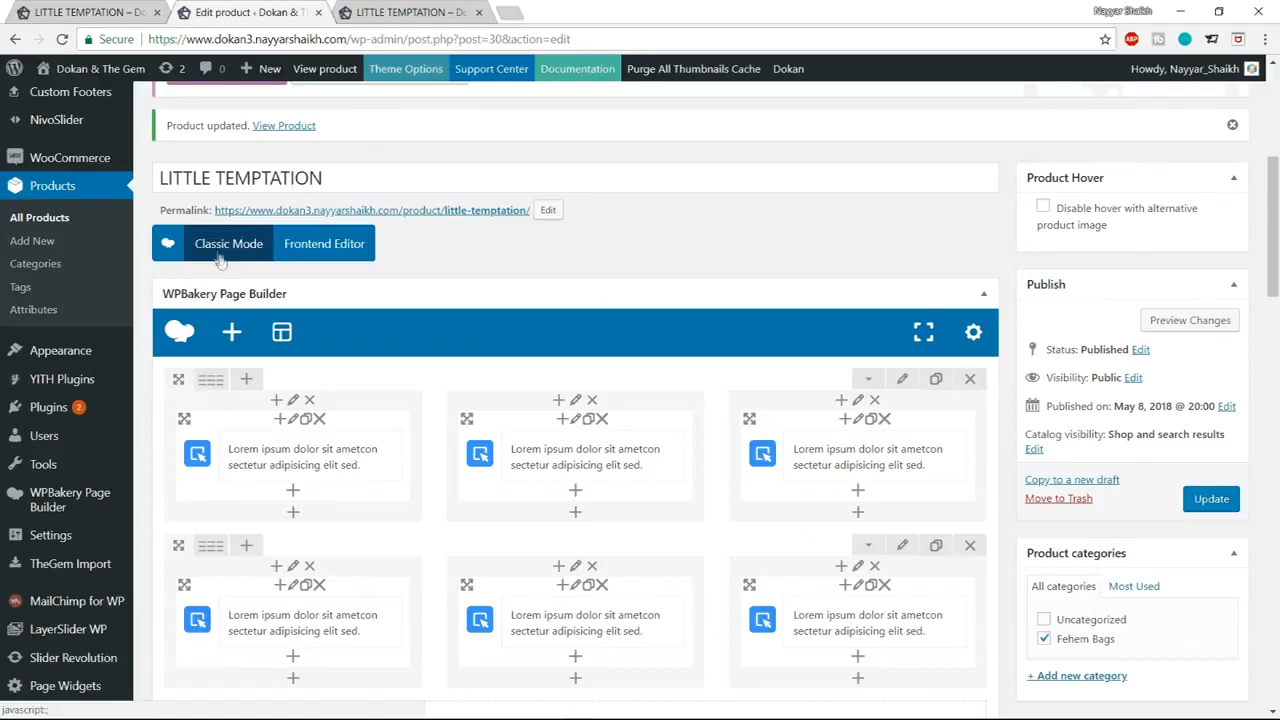 LITTLE TEMPTATION – Do
Edit product ‹ Dokan & T
LITTLE TEMPTATION – Do
Nayyar Shaikh
Secure
https://www.dokan3.nayyarshaikh.com/wp-admin/post.php?post=30&action=edit
ABP
Dokan & The Gem
2
0
New
View product
Theme Options
Support Center
Documentation
Purge All Thumbnails Cache
Dokan
Howdy, Nayyar_Shaikh
Custom Footers
NivoSlider
WooCommerce
Products
All Products
Add New
Categories
Tags
Attributes
Appearance
YITH Plugins
Plugins 2
Users
Tools
WPBakery Page
Builder
Settings
TheGem Import
MailChimp for WP
LayerSlider WP
Slider Revolution
Page Widgets
javascript:;
Product updated. View Product
LITTLE TEMPTATION
Permalink: https://www.dokan3.nayyarshaikh.com/product/little-temptation/ Edit
Classic Mode
Frontend Editor
WPBakery Page Builder
Lorem ipsum dolor sit ametcon
sectetur adipisicing elit sed.
Lorem ipsum dolor sit ametcon
sectetur adipisicing elit sed.
Lorem ipsum dolor sit ametcon
sectetur adipisicing elit sed.
Lorem ipsum dolor sit ametcon
sectetur adipisicing elit sed.
Lorem ipsum dolor sit ametcon
sectetur adipisicing elit sed.
Lorem ipsum dolor sit ametcon
sectetur adipisicing elit sed.
Product Hover
Disable hover with alternative
product image
Publish
Preview Changes
Status: Published Edit
Visibility: Public Edit
Published on: May 8, 2018 @ 20:00 Edit
Catalog visibility: Shop and search results
Edit
Copy to a new draft
Move to Trash
Update
Product categories
All categories
Most Used
Uncategorized
Fehem Bags
+ Add new category